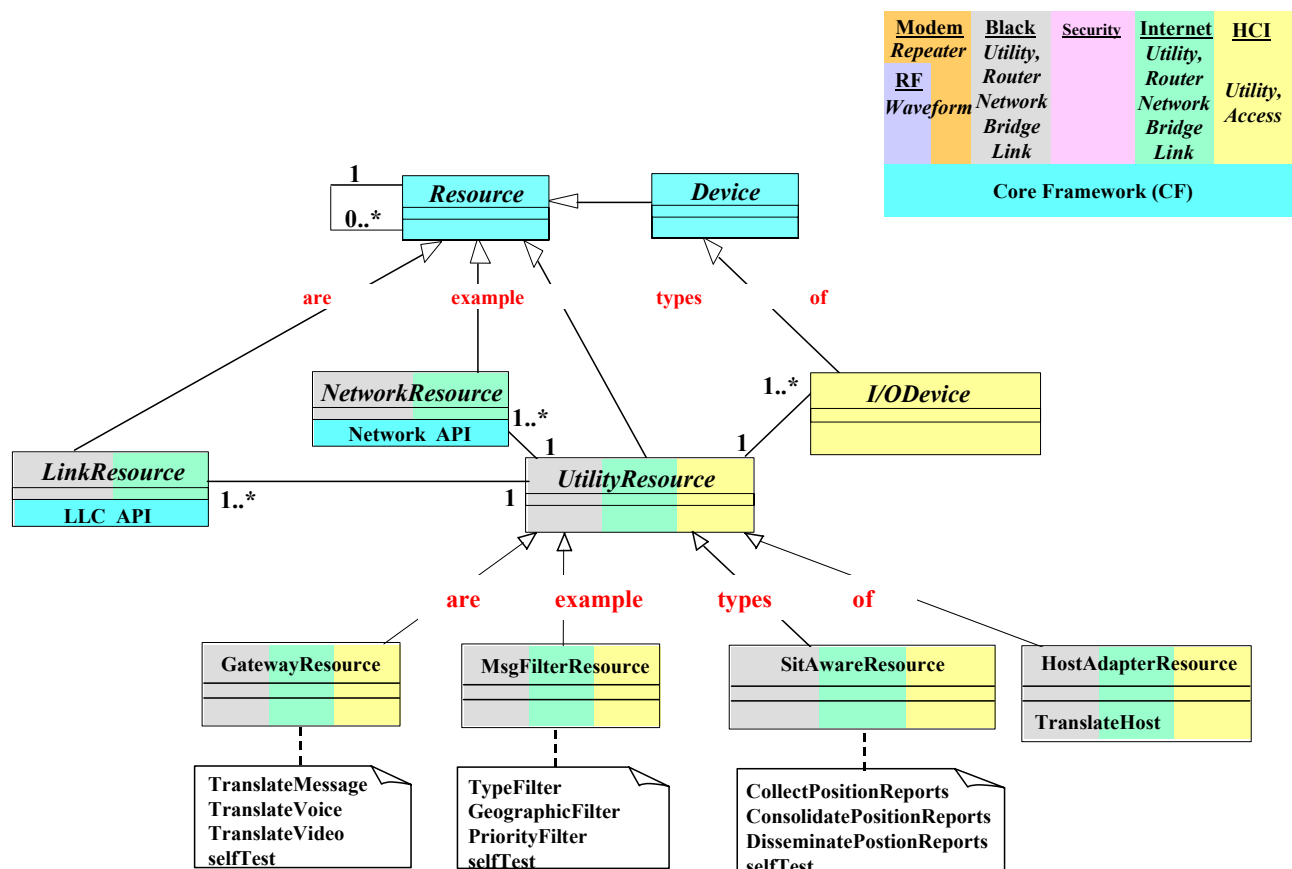 Modem
Repeater
RF
Waveform
Black
Utility,
Router
Network
Bridge
Link
Security
Internet
Utility,
Router
Network
Bridge
Link
HCI
Utility,
Access
Core Framework (CF)
1
0..*
Resource
Device
are example types of
NetworkResource
Network API
1..*
1
1..*
1
I/ODevice
LinkResource
LLC API
1..*
1
UtilityResource
are example types of
GatewayResource
MsgFilterResource
SitAwareResource
HostAdapterResource
TranslateHost
TranslateMessage
TranslateVoice
TranslateVideo
selfTest
TypeFilter
GeographicFilter
PriorityFilter
selfTest
CollectPositionReports
ConsolidatePositionReports
DisseminatePostionReports
selfTest